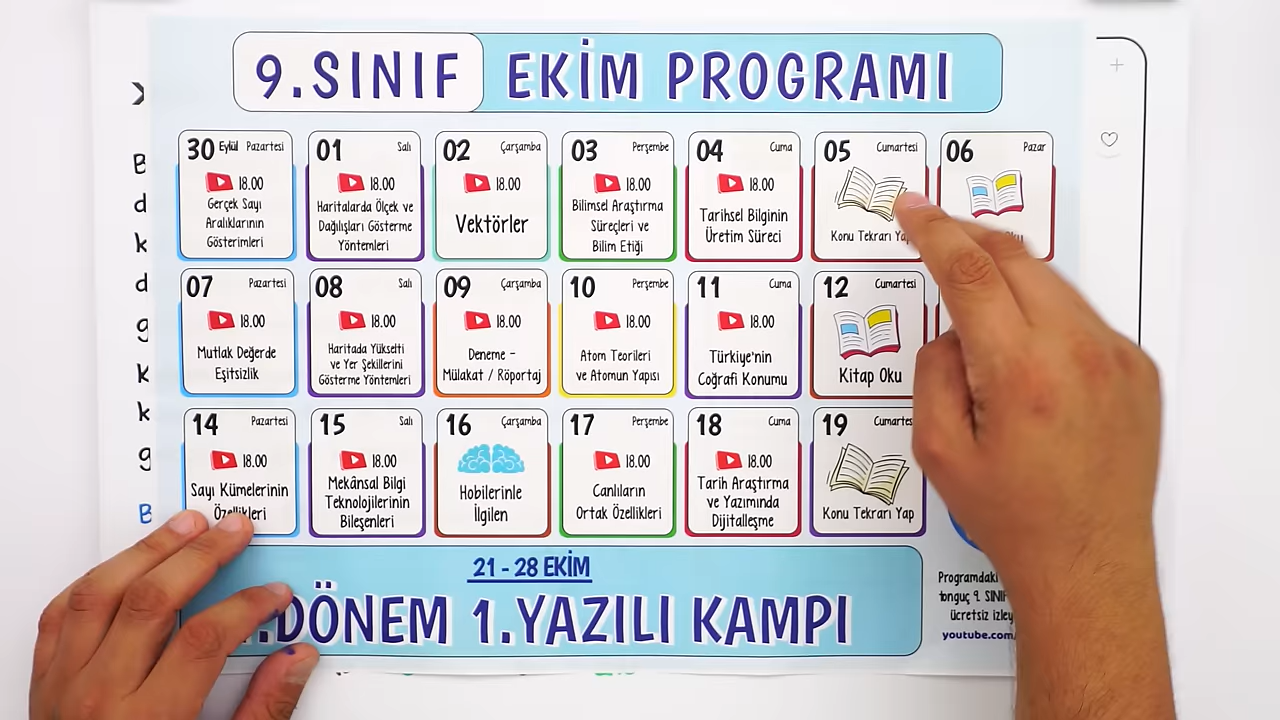 9.SINIF EKİM PROGRAMI
30 Eylül Pazartesi
18.00
Gerçek Sayı
Aralıklarının
Gösterimleri
01 Salı
18.00
Haritalarda Ölçek ve
Dağılışları Gösterme
Yöntemleri
02 Çarşamba
18.00
Vektörler
03 Perşembe
18.00
Bilimsel Araştırma
Süreçleri ve
Bilim Etiği
04 Cuma
18.00
Tarihsel Bilginin
Üretim Süreci
05 Cumartesi
Konu Tekrarı Yap
06 Pazar
07 Pazartesi
18.00
Mutlak Değerde
Eşitsizlik
08 Salı
18.00
Haritada Yükselti
ve Yer Şekillerini
Gösterme Yöntemleri
09 Çarşamba
18.00
Deneme -
Mülakat / Röportaj
10 Perşembe
18.00
Atom Teorileri
ve Atomun Yapısı
11 Cuma
18.00
Türkiye'nin
Coğrafi Konumu
12 Cumartesi
Kitap Oku
14 Pazartesi
18.00
Sayı Kümelerinin
Özellikleri
15 Salı
18.00
Mekânsal Bilgi
Teknolojilerinin
Bileşenleri
16 Çarşamba
Hobilerinle
İlgilen
17 Perşembe
18.00
Canlıların
Ortak Özellikleri
18 Cuma
18.00
Tarih Araştırma
ve Yazımında
Dijitalleşme
19 Cumartes
Konu Tekrarı Yap
21 - 28 EKİM
.DÖNEM 1.YAZILI KAMPI
Programdaki
tonguç 9. SINIF
ücretsiz izley
youtube.com/
B
d
k
d
g
k
k
g
B